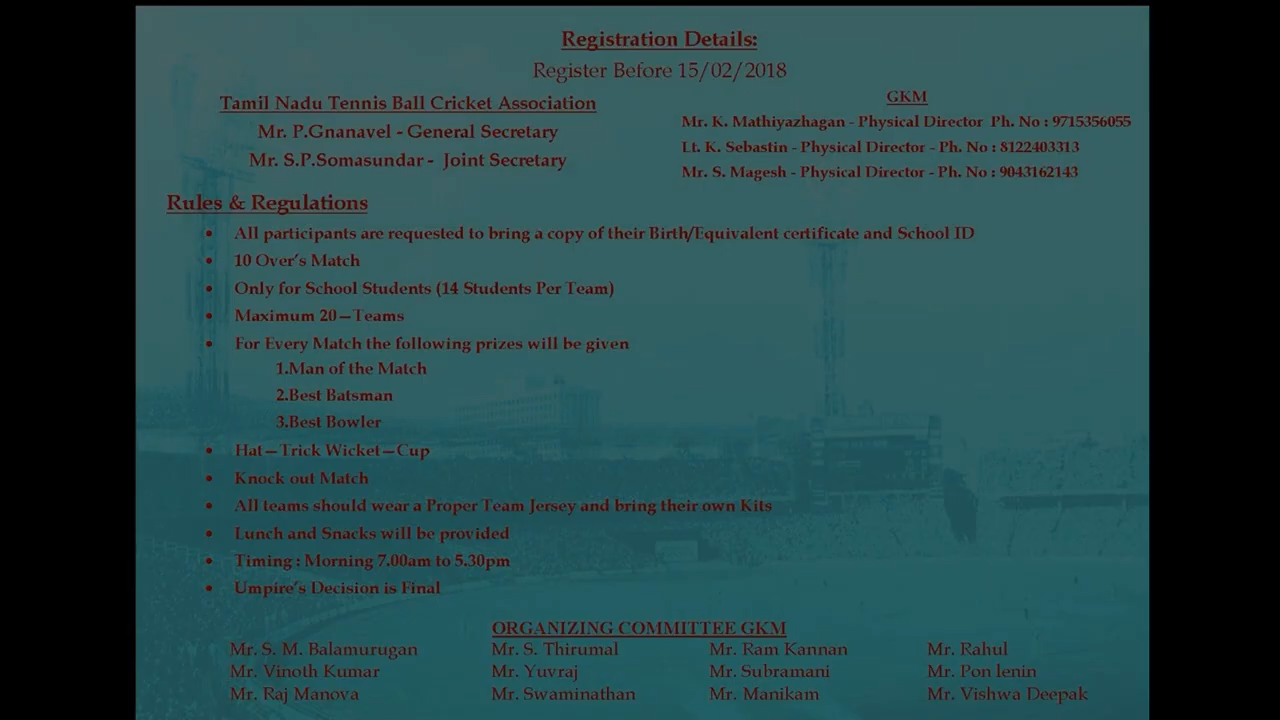 Registration Details:
Register Before 15/02/2018
Tamil Nadu Tennis Ball Cricket Association
Mr. P.Gnanavel - General Secretary
Mr. S.P.Somasundar - Joint Secretary
GKM
Mr. K. Mathiyazhagan - Physical Director Ph. No : 9715356055
Lt. K. Sebastin - Physical Director - Ph. No : 8122403313
Mr. S. Magesh - Physical Director - Ph. No : 9043162143
Rules & Regulations
• All participants are requested to bring a copy of their Birth/Equivalent certificate and School ID
• 10 Over's Match
• Only for School Students (14 Students Per Team)
• Maximum 20—Teams
• For Every Match the following prizes will be given
1.Man of the Match
2.Best Batsman
3.Best Bowler
• Hat—Trick Wicket—Cup
• Knock out Match
• All teams should wear a Proper Team Jersey and bring their own Kits
• Lunch and Snacks will be provided
• Timing : Morning 7.00am to 5.30pm
• Umpire's Decision is Final
ORGANIZING COMMITTEE GKM
Mr. S. M. Balamurugan Mr. S. Thirumal Mr. Ram Kannan Mr. Rahul
Mr. Vinoth Kumar Mr. Yuvraj Mr. Subramani Mr. Pon lenin
Mr. Raj Manova Mr. Swaminathan Mr. Manikam Mr. Vishwa Deepak